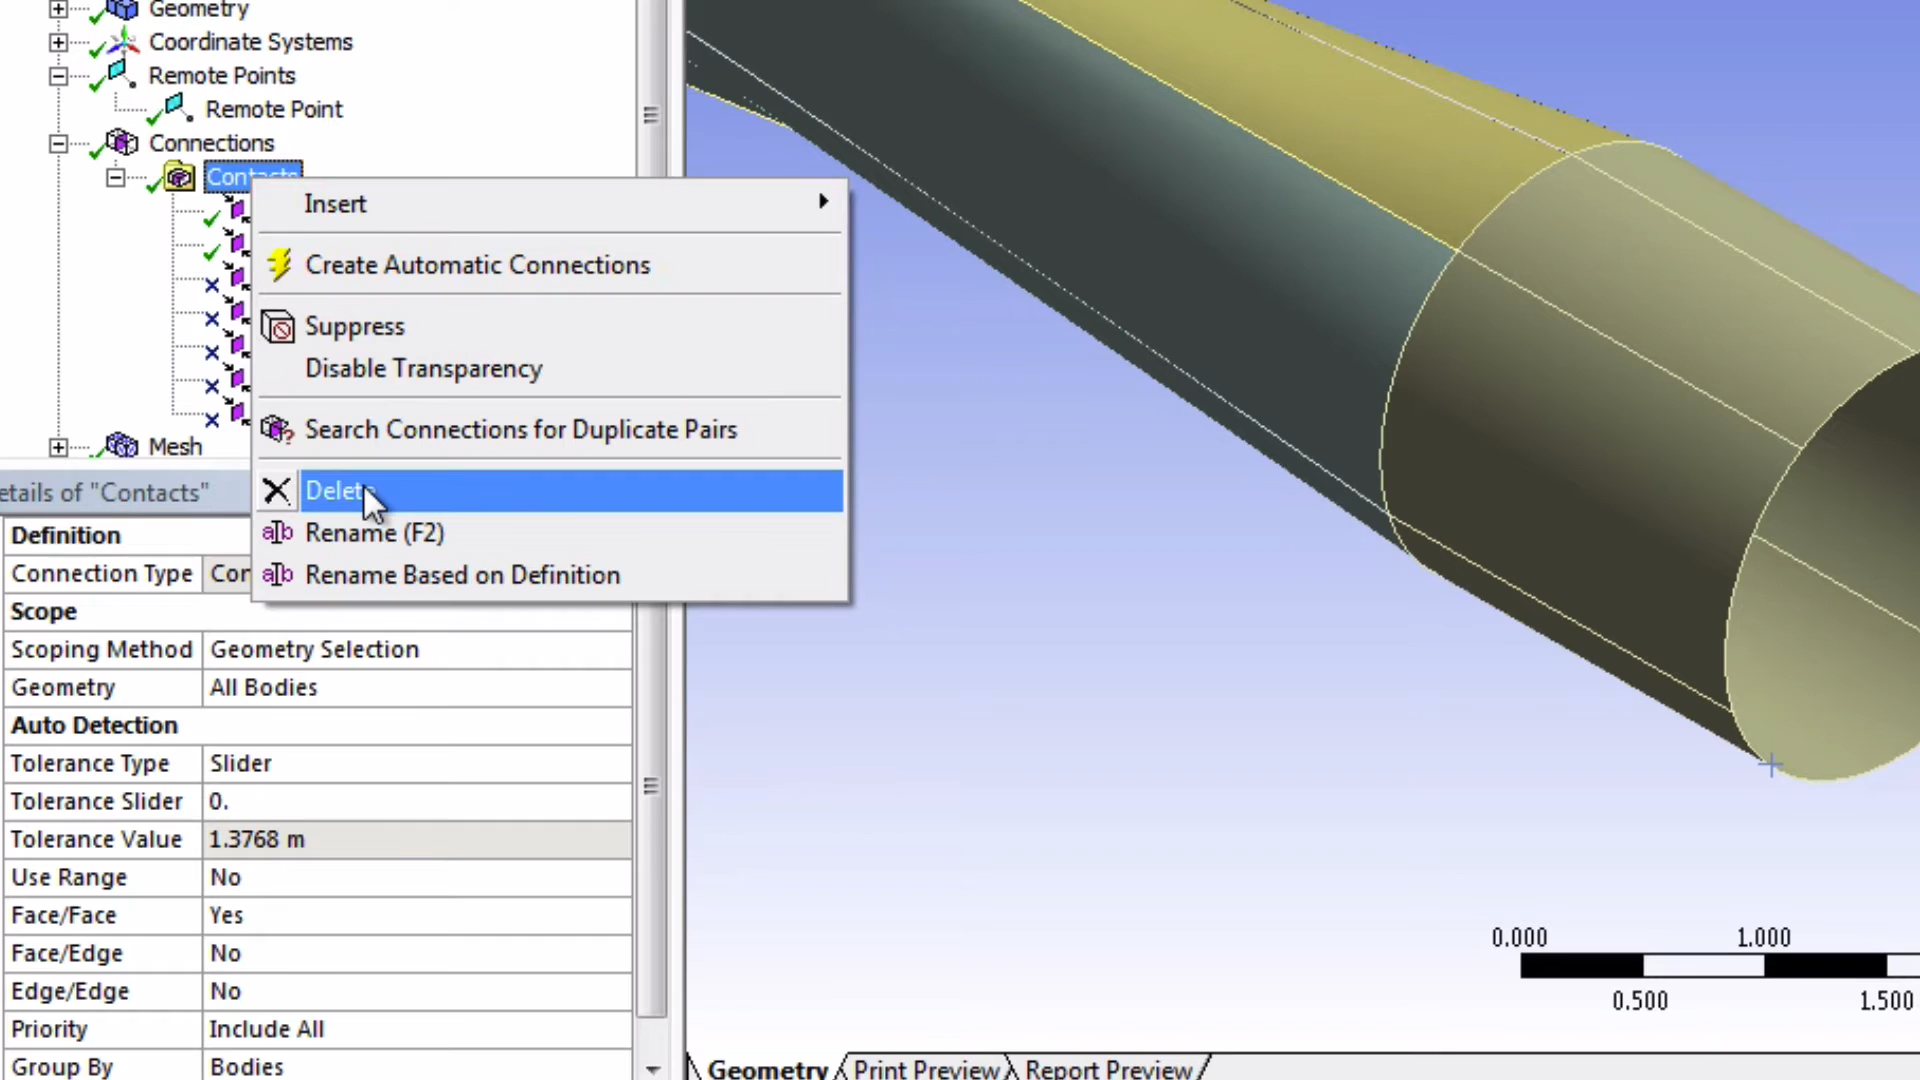 Geometry
Coordinate Systems
Remote Points
Remote Point
Connections
Contacts
Insert
Create Automatic Connections
Suppress
Disable Transparency
Search Connections for Duplicate Pairs
Delete
Rename (F2)
Rename Based on Definition
Mesh
etails of "Contacts"
Definition
Connection Type Con
Scope
Scoping Method Geometry Selection
Geometry All Bodies
Auto Detection
Tolerance Type Slider
Tolerance Slider 0.
Tolerance Value 1.3768 m
Use Range No
Face/Face Yes
Face/Edge No
Edge/Edge No
Priority Include All
Group By Bodies
0.000 1.000
0.500 1.500
Geometry Print Preview Report Preview